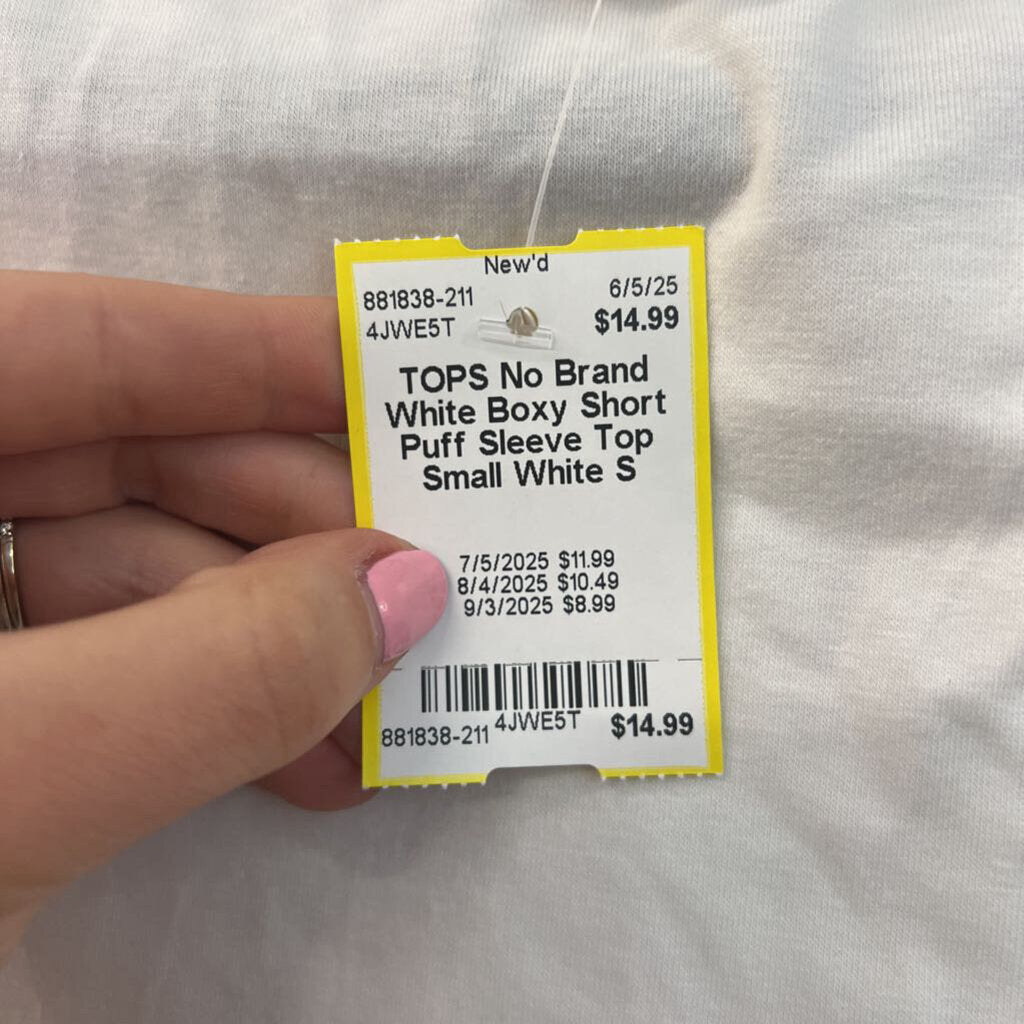 New'd
881838-211 6/5/25
4JWE5T $14.99
TOPS No Brand
White Boxy Short
Puff Sleeve Top
Small White S
7/5/2025 $11.99
8/4/2025 $10.49
9/3/2025 $8.99
881838-211 4JWE5T $14.99